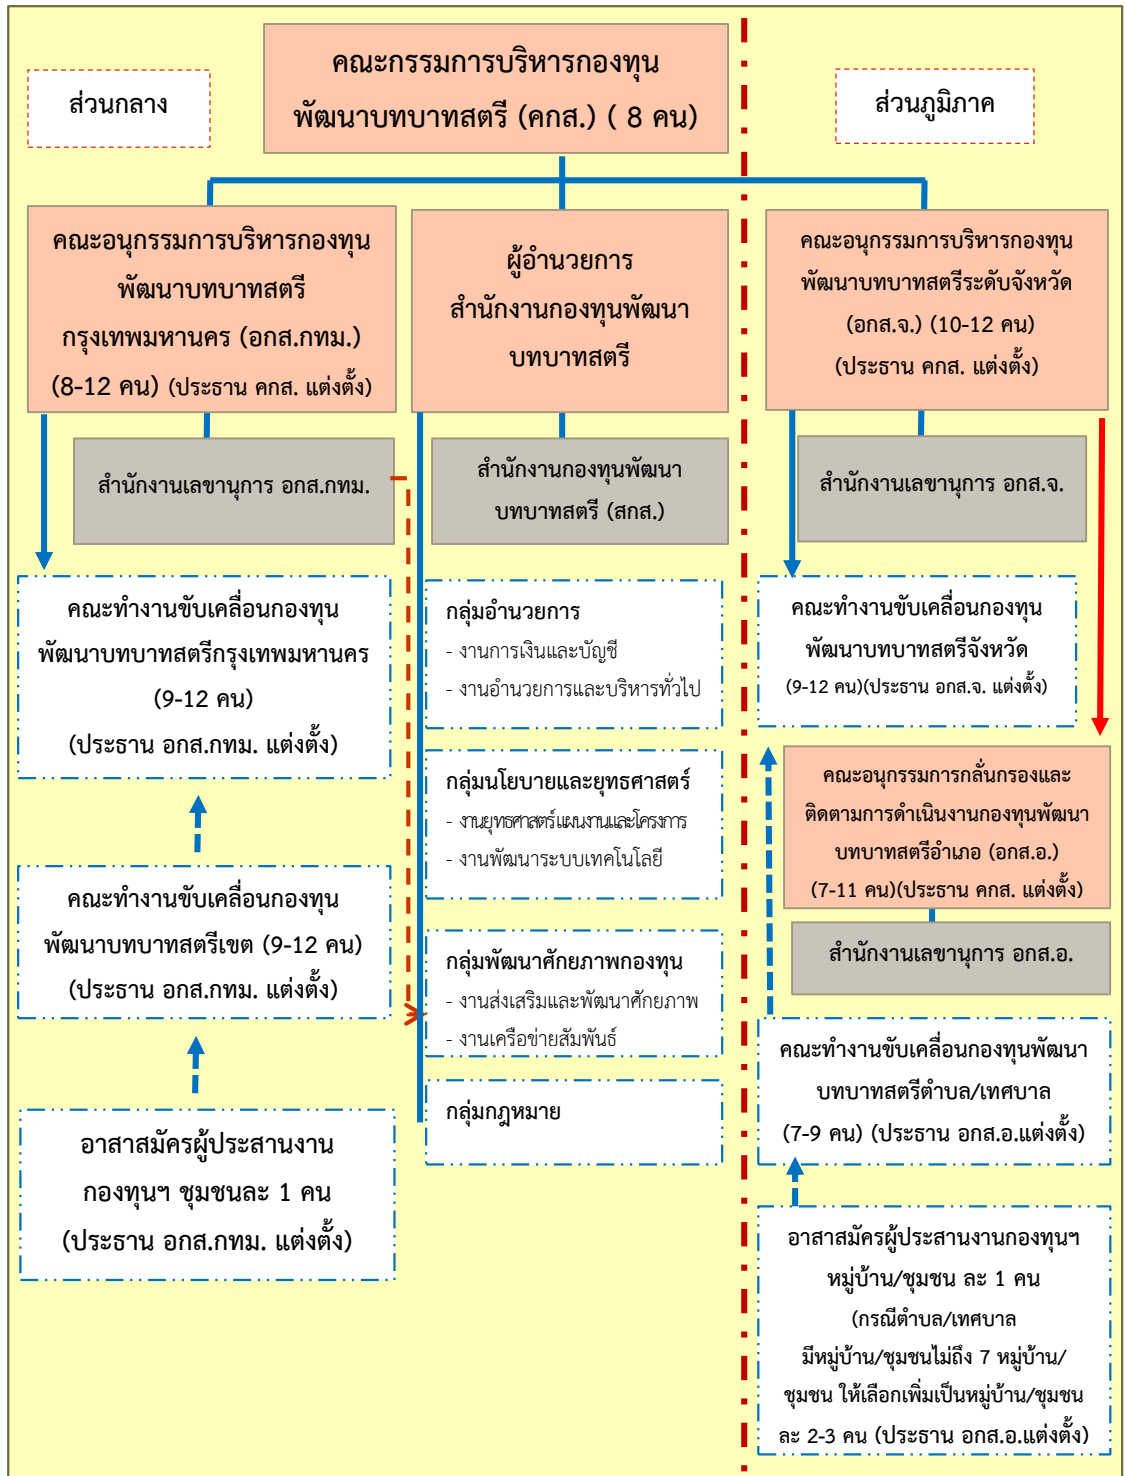 ส่วนกลาง
คณะกรรมการบริหารกองทุน
พัฒนาบทบาทสตรี (คกส.) ( 8 คน)
ส่วนภูมิภาค
คณะอนุกรรมการบริหารกองทุน
พัฒนาบทบาทสตรี
กรุงเทพมหานคร (อกส.กทม.)
(8-12 คน) (ประธาน คกส. แต่งตั้ง)
สำนักงานเลขานุการ อกส.กทม.
คณะทำงานขับเคลื่อนกองทุน
พัฒนาบทบาทสตรีกรุงเทพมหานคร
(9-12 คน)
(ประธาน อกส.กทม. แต่งตั้ง)
คณะทำงานขับเคลื่อนกองทุน
พัฒนาบทบาทสตรีเขต (9-12 คน)
(ประธาน อกส.กทม. แต่งตั้ง)
อาสาสมัครผู้ประสานงาน
กองทุนฯ ชุมชนละ 1 คน
(ประธาน อกส.กทม. แต่งตั้ง)
ผู้อำนวยการ
สำนักงานกองทุนพัฒนา
บทบาทสตรี
สำนักงานกองทุนพัฒนา
บทบาทสตรี (สกส.)
กลุ่มอำนวยการ
- งานการเงินและบัญชี
- งานอำนวยการและบริหารทั่วไป
กลุ่มนโยบายและยุทธศาสตร์
- งานยุทธศาสตร์แผนงานและโครงการ
- งานพัฒนาระบบเทคโนโลยี
กลุ่มพัฒนาศักยภาพกองทุน
- งานส่งเสริมและพัฒนาศักยภาพ
- งานเครือข่ายสัมพันธ์
กลุ่มกฎหมาย
คณะอนุกรรมการบริหารกองทุน
พัฒนาบทบาทสตรีระดับจังหวัด
(อกส.จ.) (10-12 คน)
(ประธาน คกส. แต่งตั้ง)
สำนักงานเลขานุการ อกส.จ.
คณะทำงานขับเคลื่อนกองทุน
พัฒนาบทบาทสตรีจังหวัด
(9-12 คน)(ประธาน อกส.จ. แต่งตั้ง)
คณะอนุกรรมการกลั่นกรองและ
ติดตามการดำเนินงานกองทุนพัฒนา
บทบาทสตรีอำเภอ (อกส.อ.)
(7-11 คน)(ประธาน คกส. แต่งตั้ง)
สำนักงานเลขานุการ อกส.อ.
คณะทำงานขับเคลื่อนกองทุนพัฒนา
บทบาทสตรีตำบล/เทศบาล
(7-9 คน) (ประธาน อกส.อ.แต่งตั้ง)
อาสาสมัครผู้ประสานงานกองทุนฯ
หมู่บ้าน/ชุมชน ละ 1 คน
(กรณีตำบล/เทศบาล
มีหมู่บ้าน/ชุมชนไม่ถึง 7 หมู่บ้าน/
ชุมชน ให้เลือกเพิ่มเป็นหมู่บ้าน/ชุมชน
ละ 2-3 คน (ประธาน อกส.อ.แต่งตั้ง)